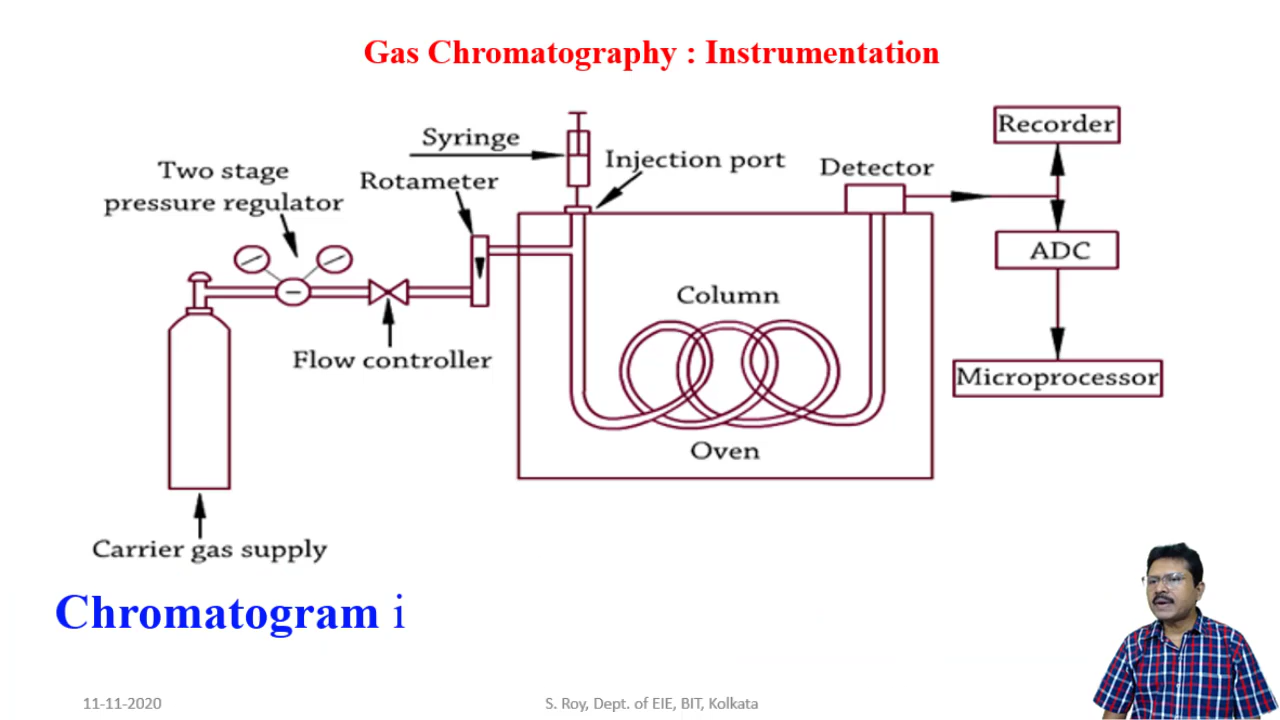 Gas Chromatography : Instrumentation
Syringe
Two stage
pressure regulator
Rotameter
Injection port
Detector
Recorder
ADC
Column
Flow controller
Microprocessor
Oven
Carrier gas supply
Chromatogram i
11-11-2020
S. Roy, Dept. of EIE, BIT, Kolkata